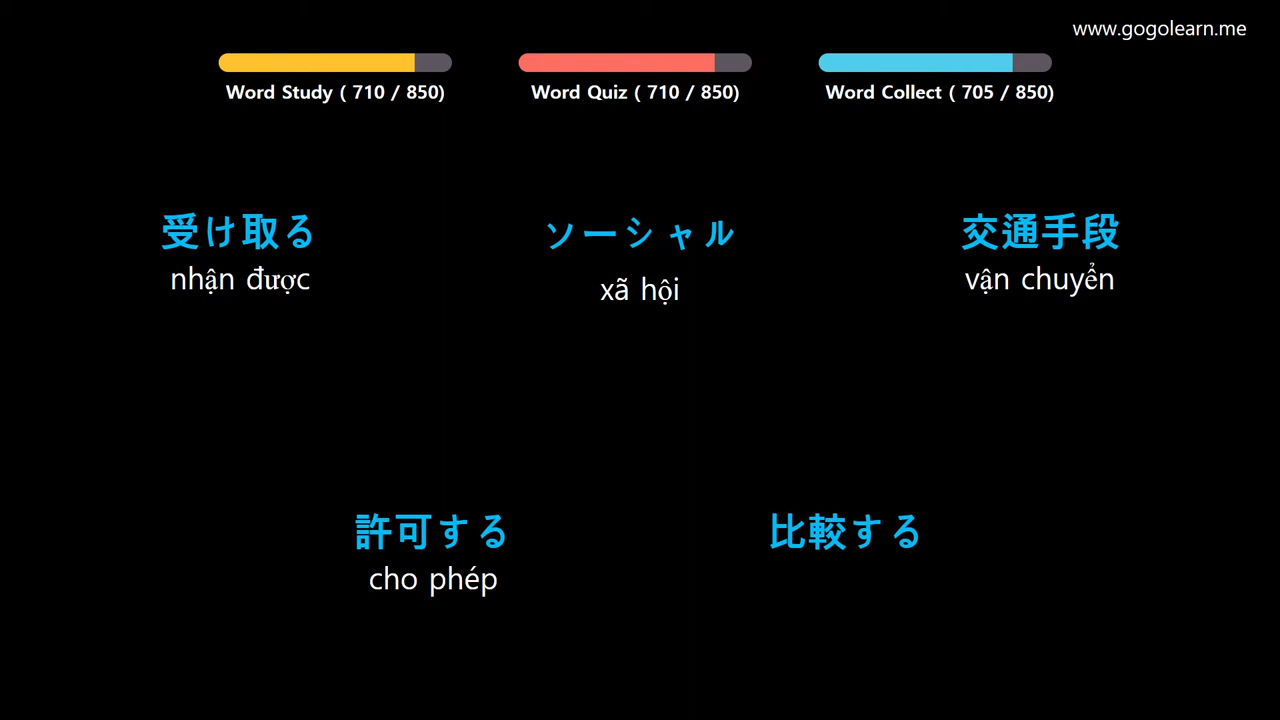 www.gogolearn.me
Word Study ( 710 / 850)
Word Quiz ( 710 / 850)
Word Collect ( 705 / 850)
受け取る
nhận được
ソーシャル
xã hội
交通手段
vận chuyển
許可する
cho phép
比較する